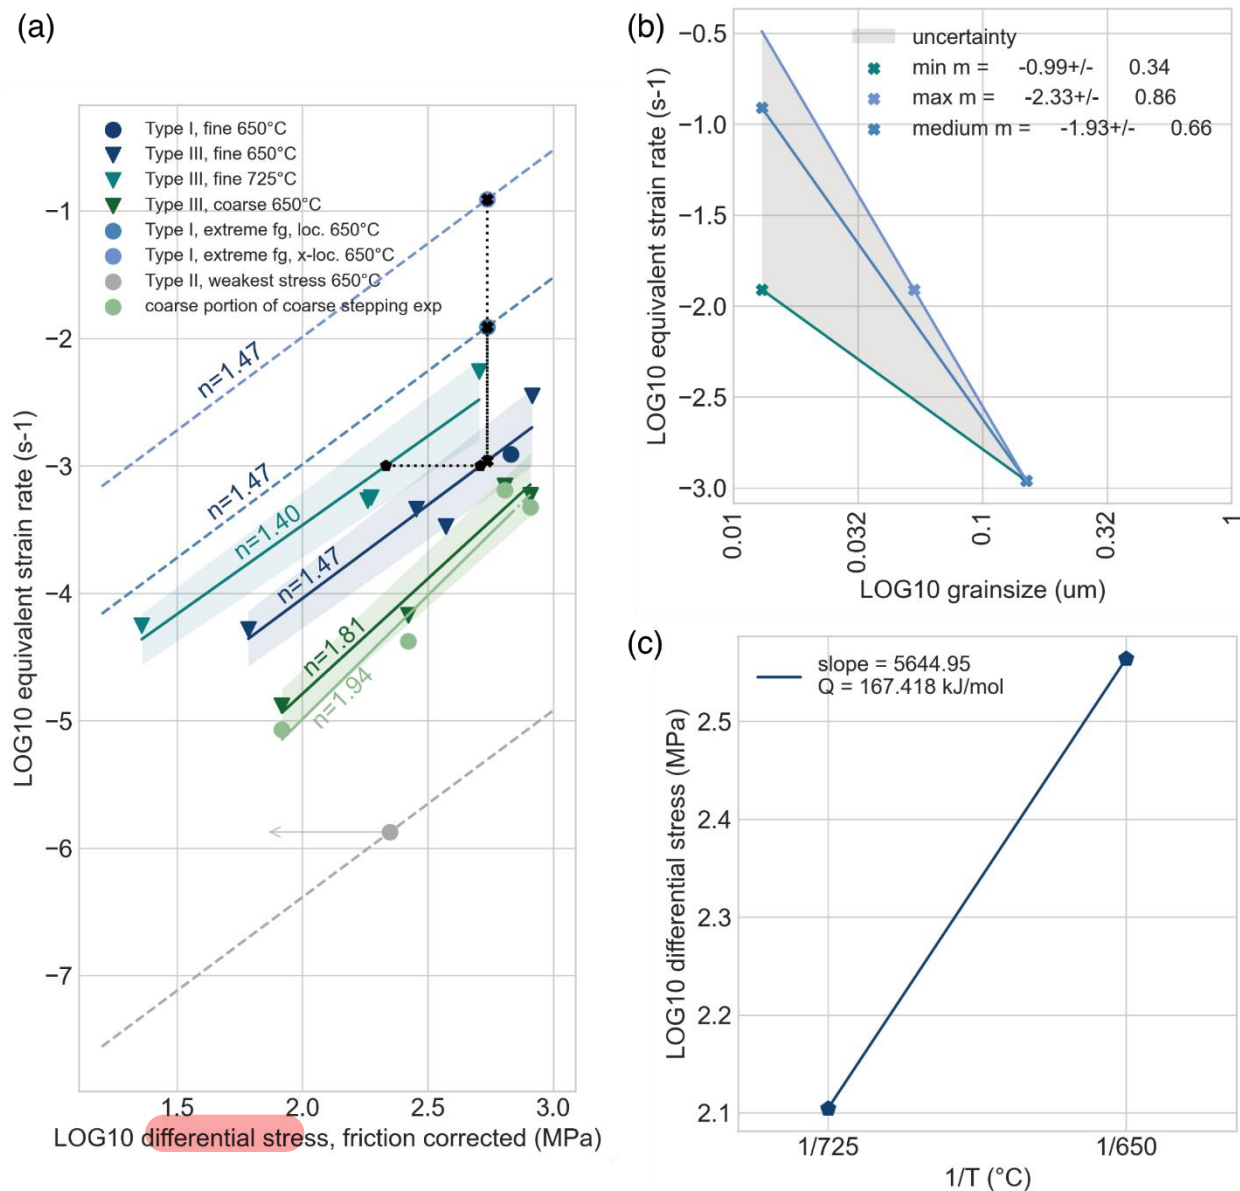 (a)
Type I, fine 650°C
Type III, fine 650°C
Type III, fine 725°C
Type III, coarse 650°C
Type I, extreme fg, loc. 650°C
Type I, extreme fg, x-loc. 650°C
Type II, weakest stress 650°C
coarse portion of coarse stepping exp
n=1.47
n=1.47
n=1.40
n=1.47
n=1.81
n=1.94
−1
−2
−3
−4
−5
−6
−7
LOG10 equivalent strain rate (s-1)
1.5 2.0 2.5 3.0
LOG10 differential stress, friction corrected (MPa)
(b)
uncertainty
min m = -0.99+/- 0.34
max m = -2.33+/- 0.86
medium m = -1.93+/- 0.66
−0.5
−1.0
−1.5
−2.0
−2.5
−3.0
LOG10 equivalent strain rate (s-1)
0.01 0.032 0.1 0.32 1
LOG10 grainsize (um)
(c)
slope = 5644.95
Q = 167.418 kJ/mol
2.5
2.4
2.3
2.2
2.1
LOG10 differential stress (MPa)
1/725 1/650
1/T (°C)